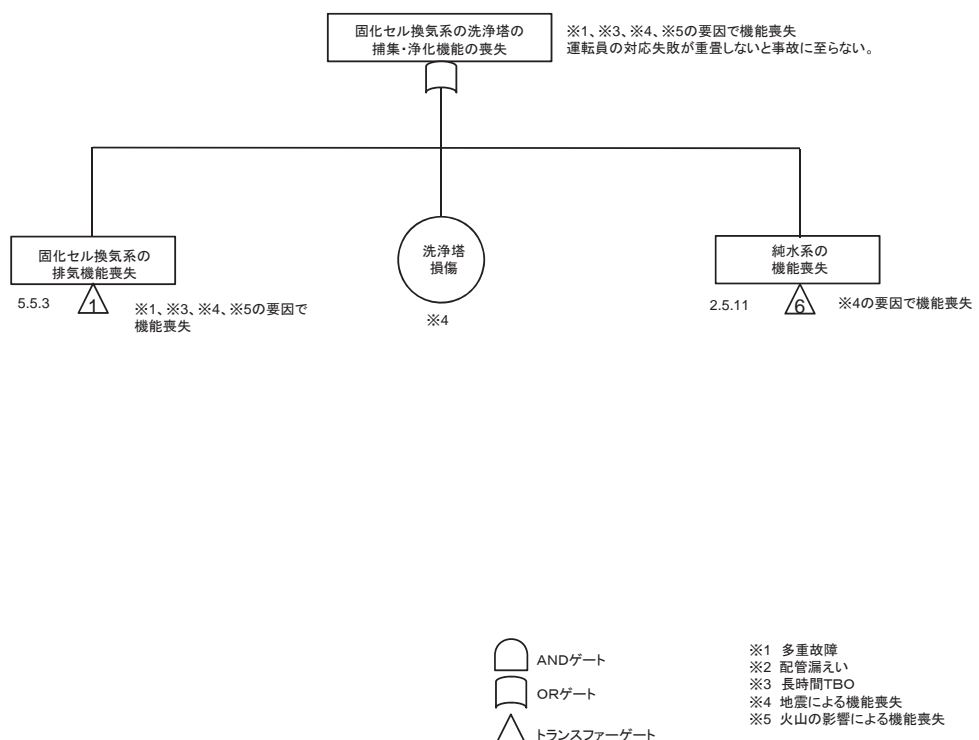 固化セル換気系の洗浄塔の
捕集・浄化機能の喪失
※1、※3、※4、※5の要因で機能喪失
運転員の対応失敗が重畳しないと事故に至らない。
固化セル換気系の
排気機能喪失
5.5.3
1
※1、※3、※4、※5の要因で
機能喪失
洗浄塔
損傷
※4
純水系の
機能喪失
2.5.11
6
※4の要因で機能喪失
ANDゲート
ORゲート
トランスファーゲート
※1 多重故障
※2 配管漏えい
※3 長時間TBO
※4 地震による機能喪失
※5 火山の影響による機能喪失